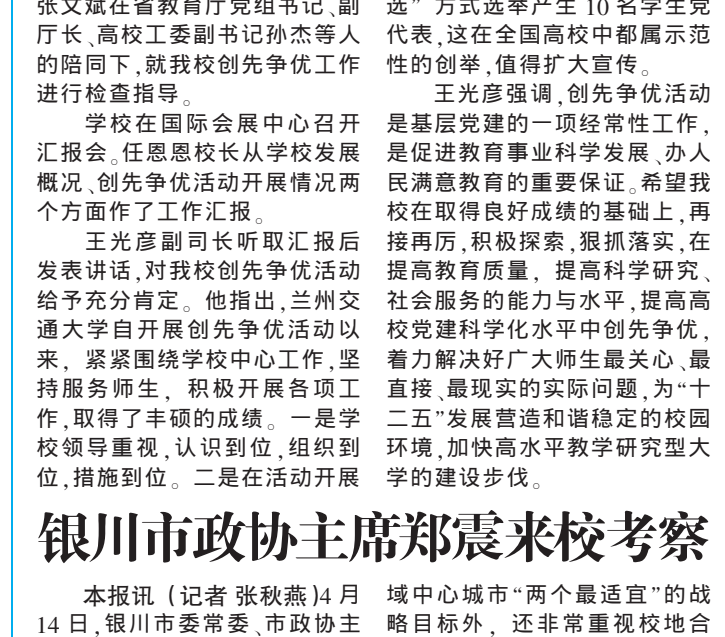 张文斌在省教育厅党组书记、副
厅长、高校工委副书记孙杰等人
的陪同下,就我校创先争优工作
进行检查指导。
学校在国际会展中心召开
汇报会。任恩恩校长从学校发展
概况、创先争优活动开展情况两
个方面作了工作汇报。
王光彦副司长听取汇报后
发表讲话,对我校创先争优活动
给予充分肯定。他指出,兰州交
通大学自开展创先争优活动以
来, 紧紧围绕学校中心工作,坚
持服务师生, 积极开展各项工
作,取得了丰硕的成绩。一是学
校领导重视,认识到位,组织到
位,措施到位。二是在活动开展
选”方式选举产生 10 名学生党
代表,这在全国高校中都属示范
性的创举,值得扩大宣传。
王光彦强调,创先争优活动
是基层党建的一项经常性工作,
是促进教育事业科学发展、办人
民满意教育的重要保证。希望我
校在取得良好成绩的基础上,再
接再厉,积极探索,狠抓落实,在
提高教育质量, 提高科学研究、
社会服务的能力与水平,提高高
校党建科学化水平中创先争优,
着力解决好广大师生最关心、最
直接、最现实的实际问题,为“十
二五”发展营造和谐稳定的校园
环境,加快高水平教学研究型大
学的建设步伐。
银川市政协主席郑震来校考察
本报讯 (记者 张秋燕)4 月
14 日,银川市委常委、市政协主
域中心城市“两个最适宜”的战
略目标外, 还非常重视校地合